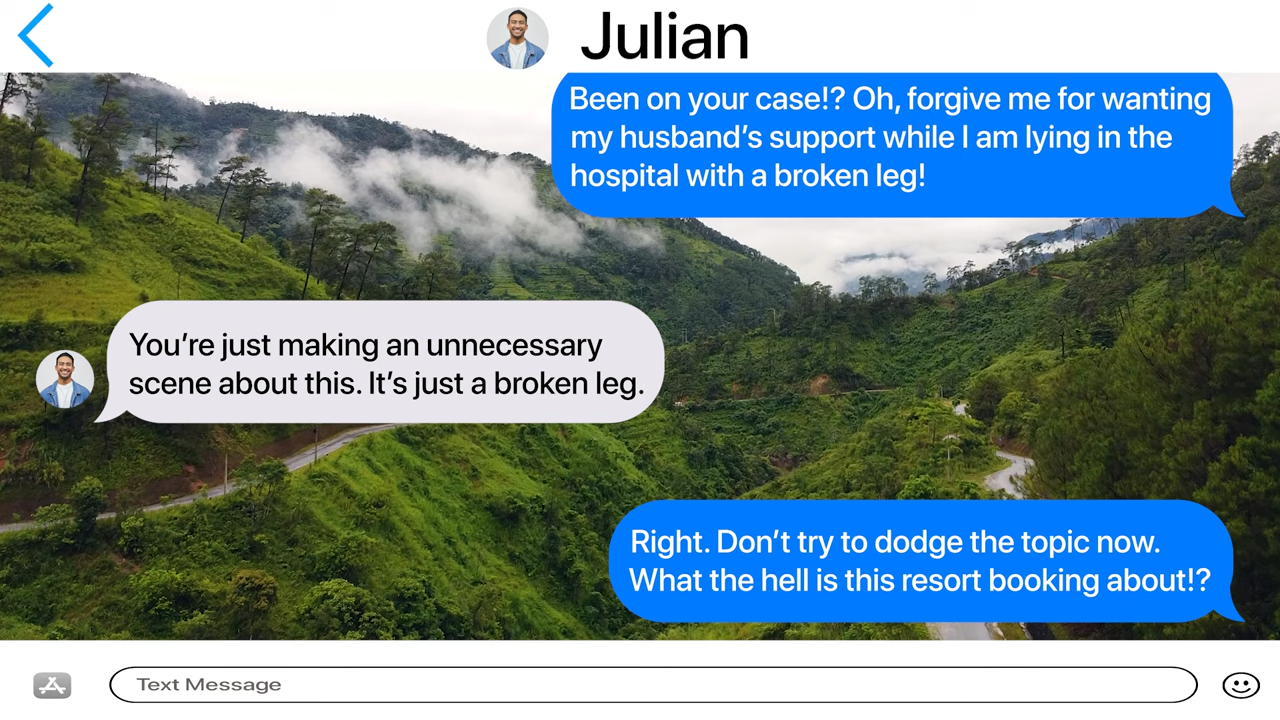 Julian
Been on your case!? Oh, forgive me for wanting
my husband’s support while I am lying in the
hospital with a broken leg!
You’re just making an unnecessary
scene about this. It’s just a broken leg.
Right. Don’t try to dodge the topic now.
What the hell is this resort booking about!?
Text Message